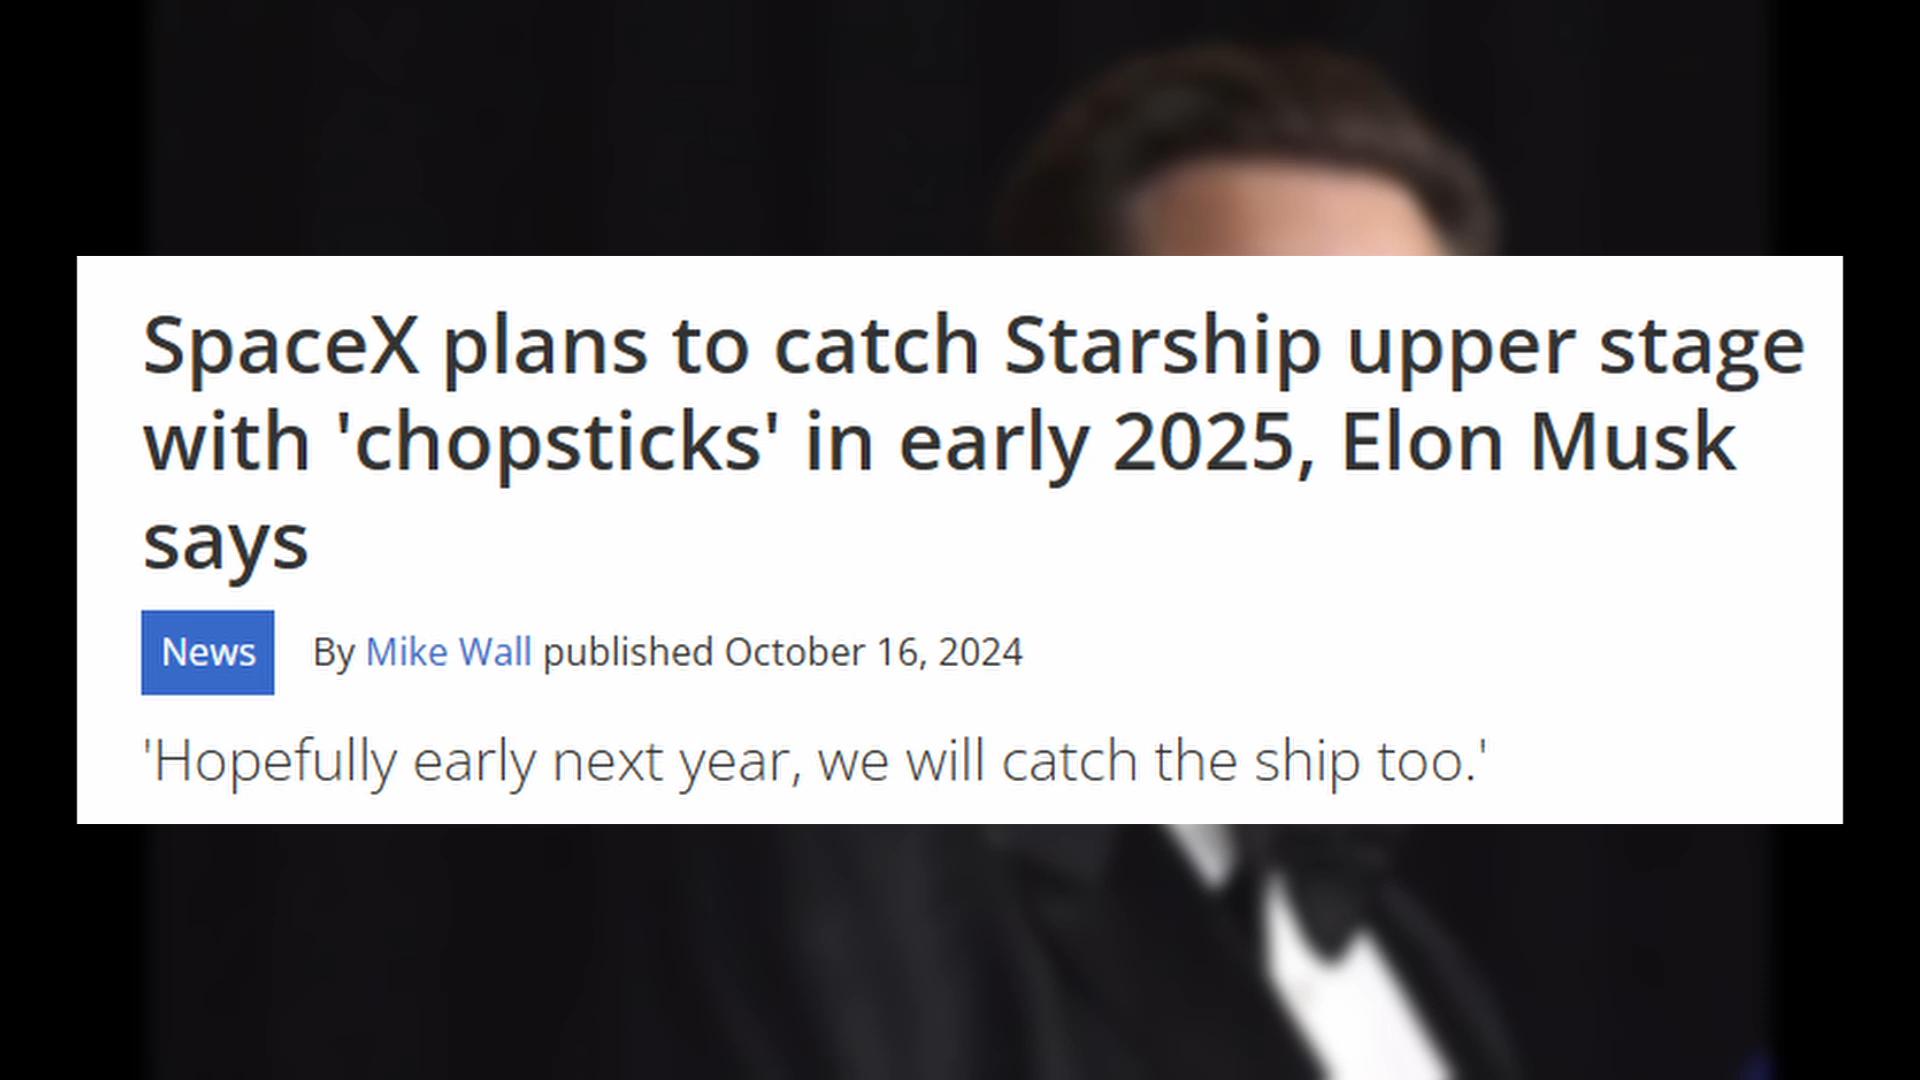 SpaceX plans to catch Starship upper stage
with 'chopsticks' in early 2025, Elon Musk
says
News By Mike Wall published October 16, 2024
'Hopefully early next year, we will catch the ship too.'